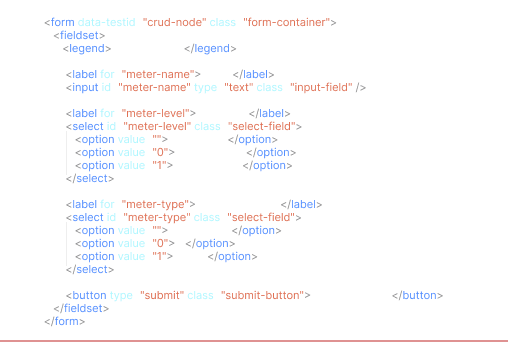 <form data-testid "crud-node" class "form-container">
<fieldset>
<legend> </legend>
<label for "meter-name"> </label>
<input id "meter-name" type "text" class "input-field" />
<label for "meter-level"> </label>
<select id "meter-level" class "select-field">
<option value ""> </option>
<option value "0"> </option>
<option value "1"> </option>
</select>
<label for "meter-type"> </label>
<select id "meter-type" class "select-field">
<option value ""> </option>
<option value "0"> </option>
<option value "1"> </option>
</select>
<button type "submit" class "submit-button"> </button>
</fieldset>
</form>